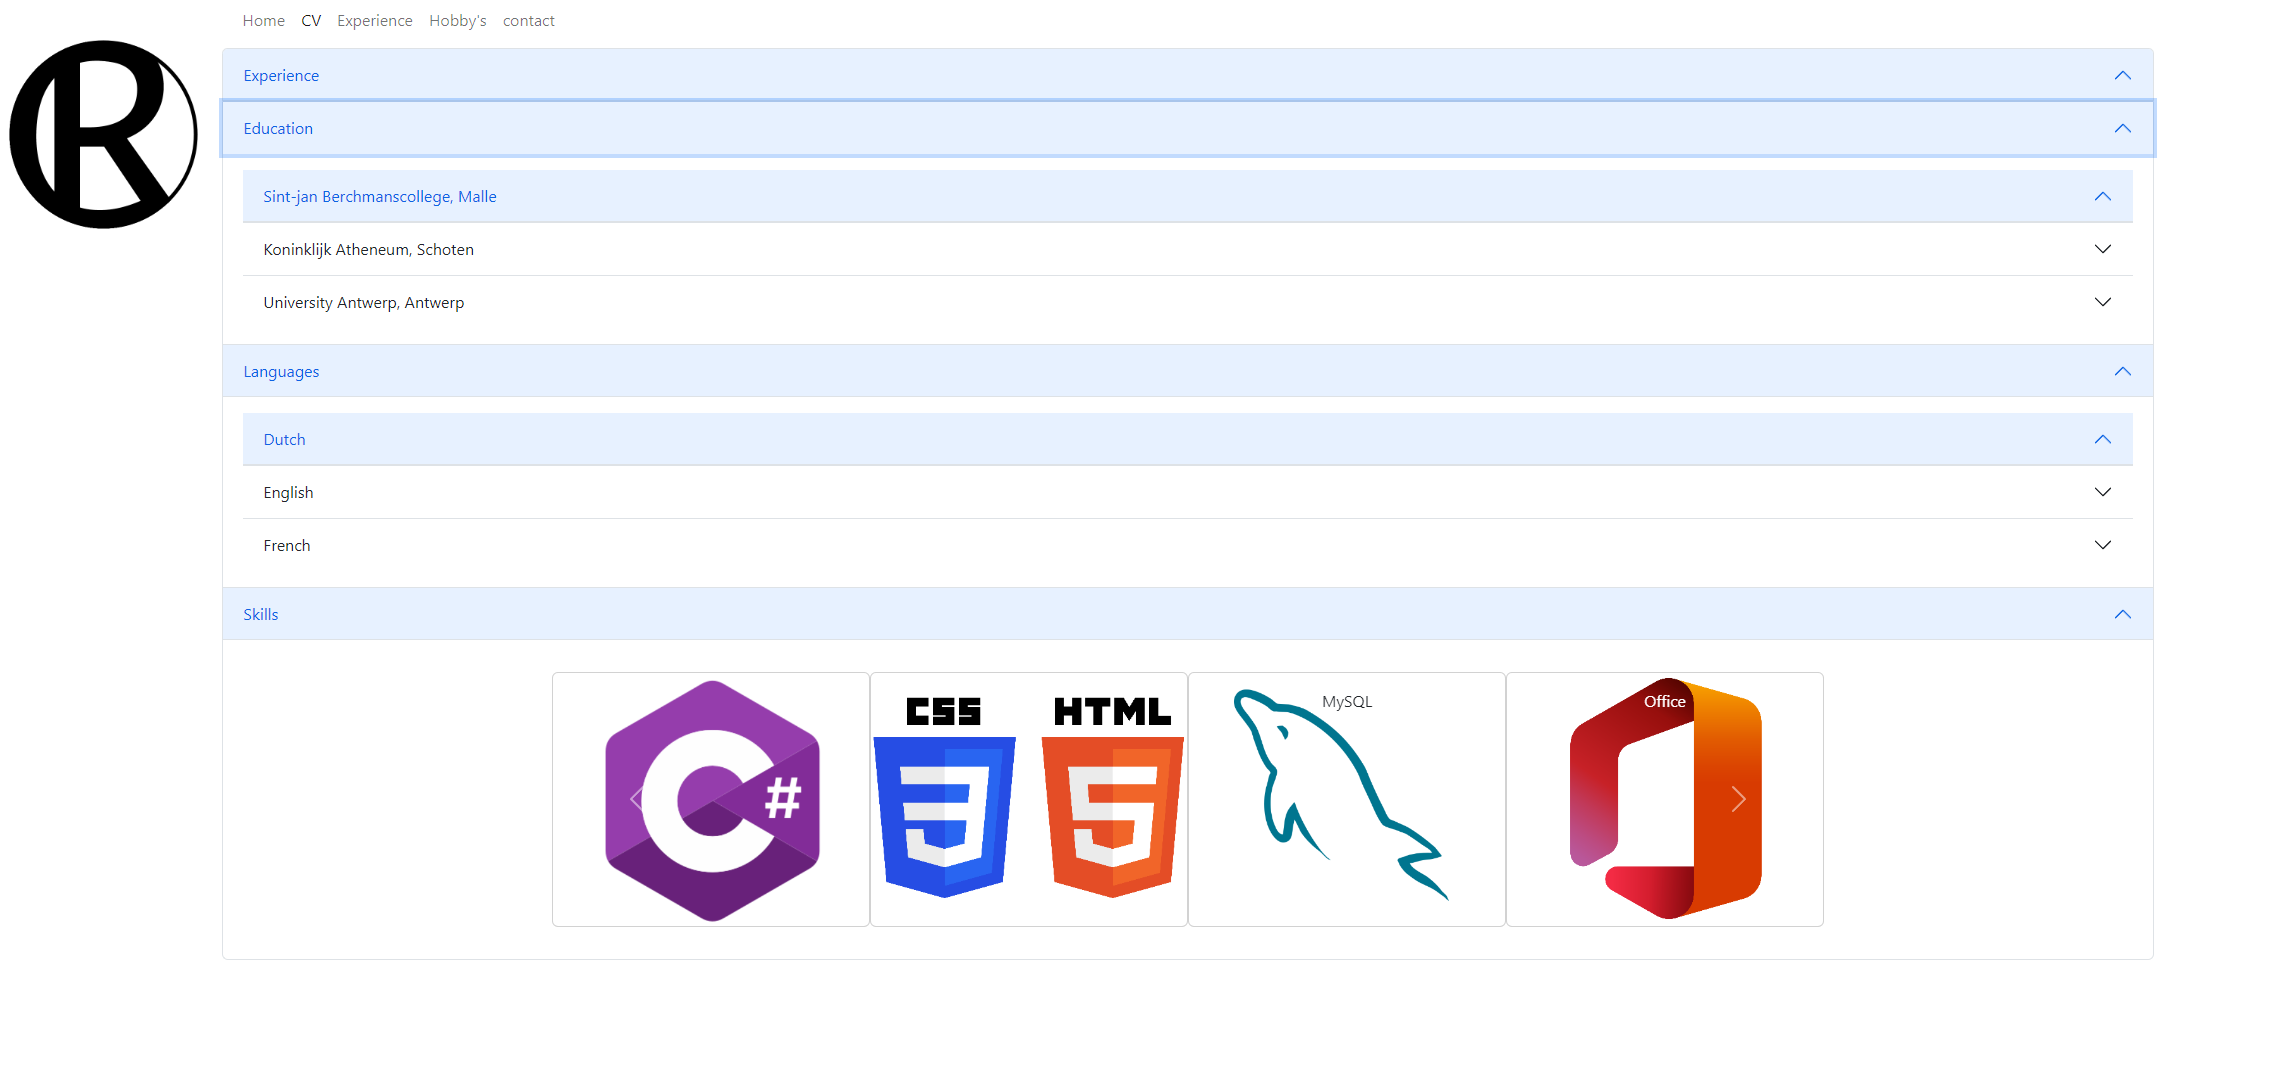 Home CV Experience Hobby's contact
R
Experience
Education
Sint-jan Berchmanscollege, Malle
Koninklijk Atheneum, Schoten
University Antwerp, Antwerp
Languages
Dutch
English
French
Skills
C#
CSS HTML
3 5
MySQL
Office